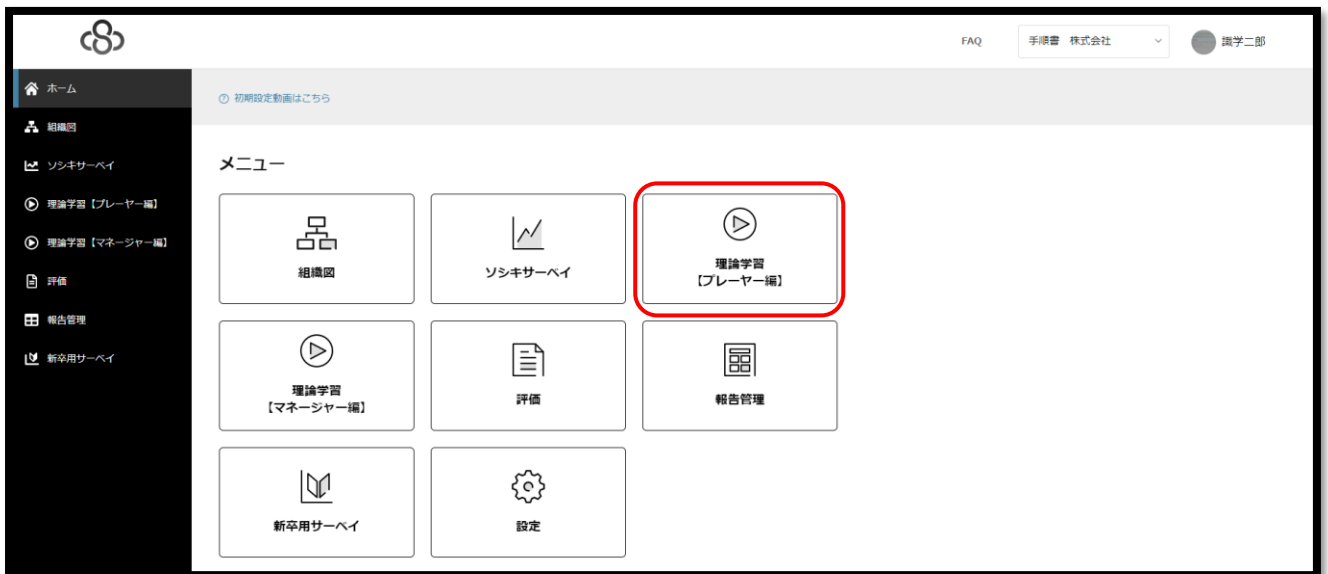 FAQ
手順書 株式会社
識学二郎
ホーム
組織図
ソシキサーベイ
理論学習【プレーヤー編】
理論学習【マネージャー編】
評価
報告管理
新卒用サーベイ
初期設定動画はこちら
メニュー
組織図
ソシキサーベイ
理論学習
【プレーヤー編】
理論学習
【マネージャー編】
評価
報告管理
新卒用サーベイ
設定